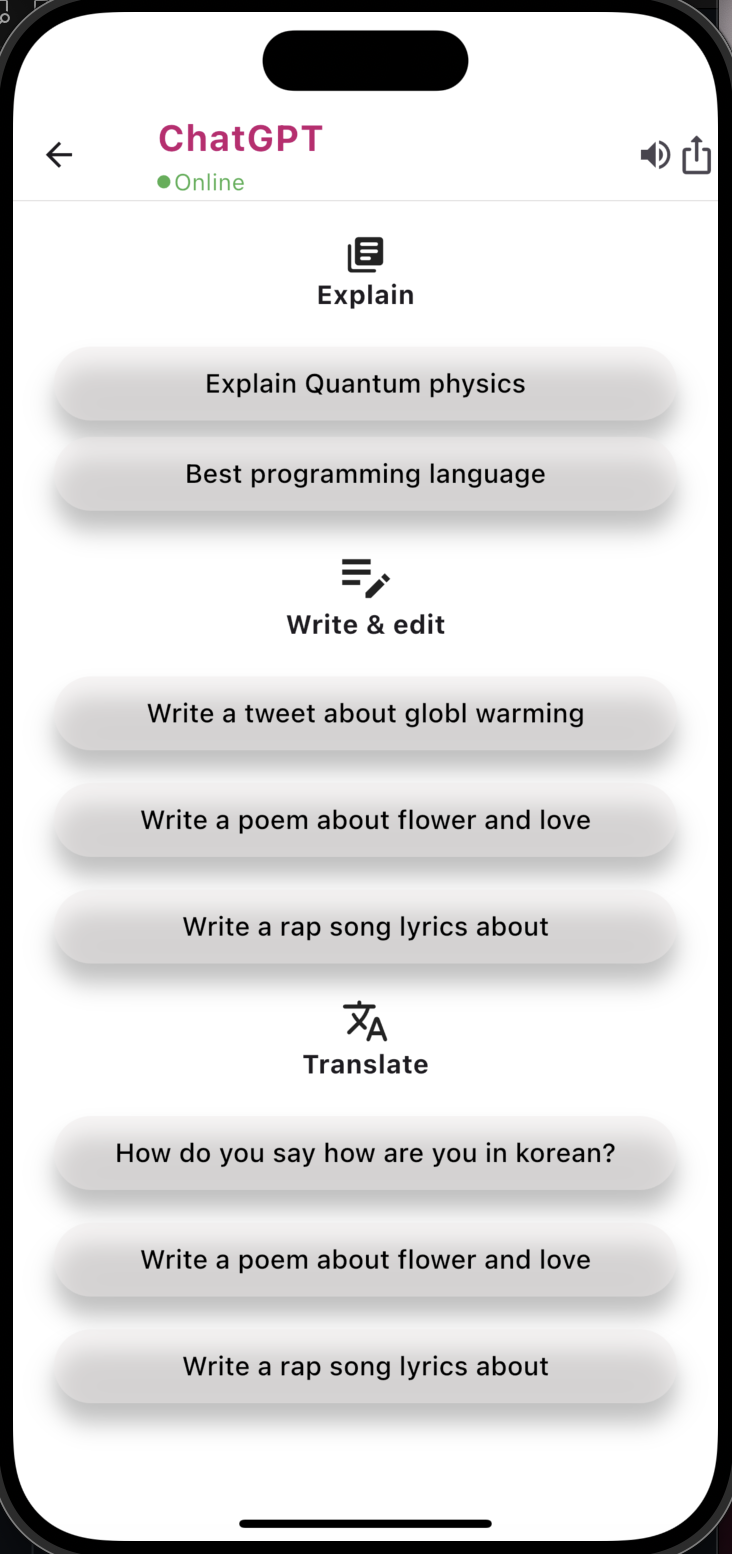 ChatGPT
Online
Explain
Explain Quantum physics
Best programming language
Write & edit
Write a tweet about globl warming
Write a poem about flower and love
Write a rap song lyrics about
Translate
How do you say how are you in korean?
Write a poem about flower and love
Write a rap song lyrics about